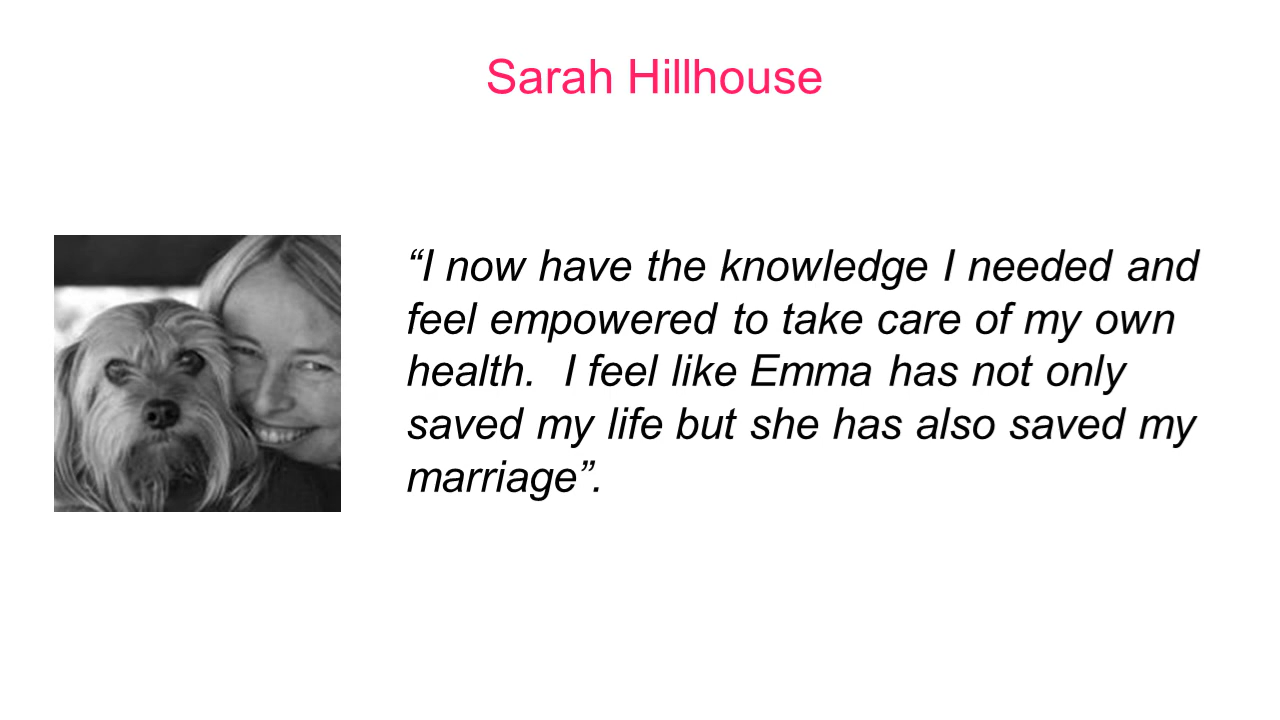 Sarah Hillhouse
“I now have the knowledge I needed and
feel empowered to take care of my own
health.  I feel like Emma has not only
saved my life but she has also saved my
marriage”.